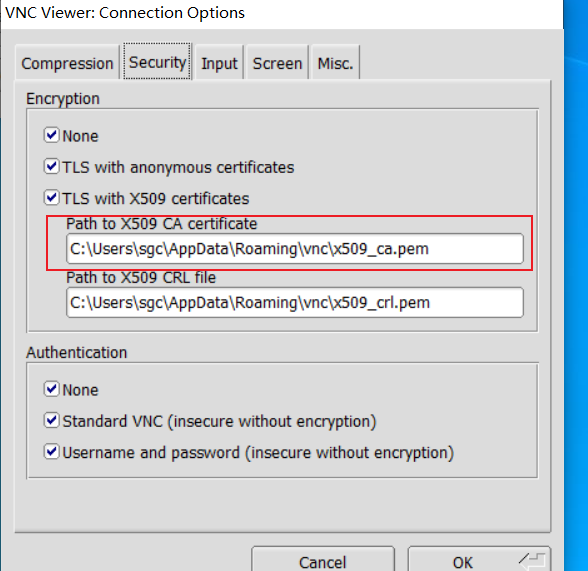 VNC Viewer: Connection Options
Compression Security Input Screen Misc.
Encryption
None
TLS with anonymous certificates
TLS with X509 certificates
Path to X509 CA certificate
C:\Users\sgc\AppData\Roaming\vnc\x509_ca.pem
Path to X509 CRL file
C:\Users\sgc\AppData\Roaming\vnc\x509_crl.pem
Authentication
None
Standard VNC (insecure without encryption)
Username and password (insecure without encryption)
Cancel OK